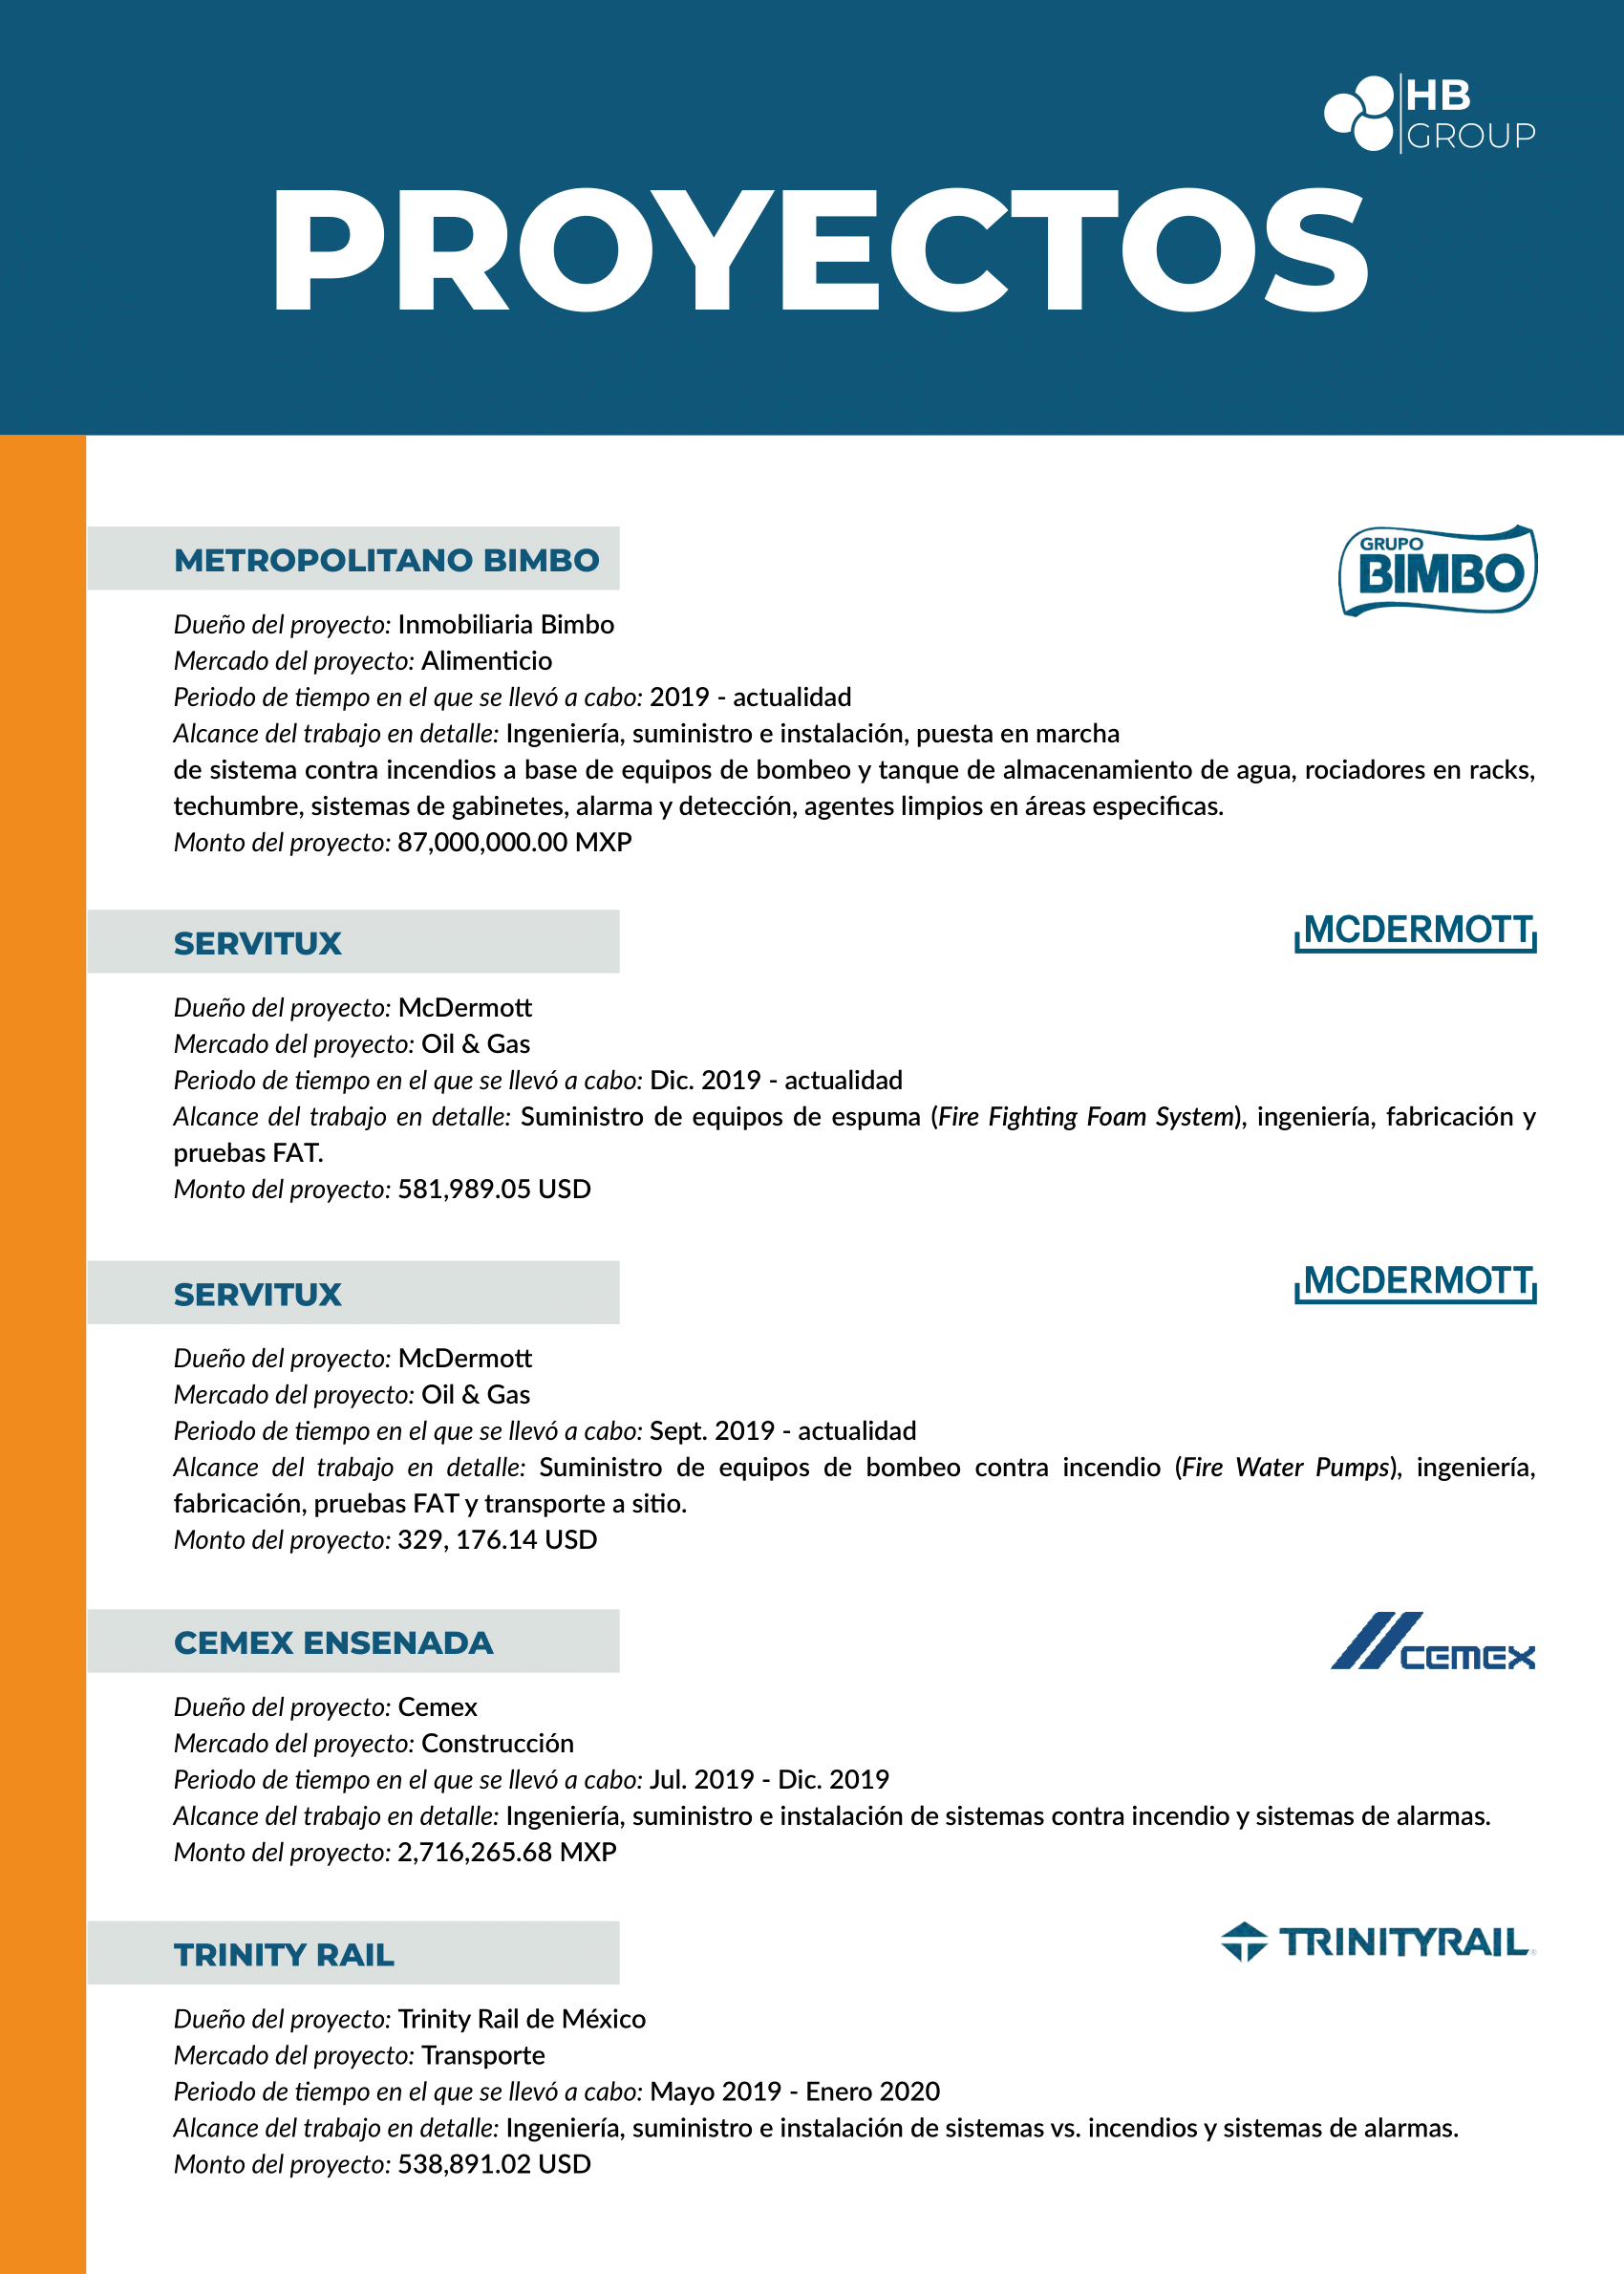 HB
GROUP
PROYECTOS
METROPOLITANO BIMBO
GRUPO
BIMBO
Dueño del proyecto: Inmobiliaria Bimbo
Mercado del proyecto: Alimenticio
Periodo de tiempo en el que se llevó a cabo: 2019 - actualidad
Alcance del trabajo en detalle: Ingeniería, suministro e instalación, puesta en marcha
de sistema contra incendios a base de equipos de bombeo y tanque de almacenamiento de agua, rociadores en racks,
techumbre, sistemas de gabinetes, alarma y detección, agentes limpios en áreas especificas.
Monto del proyecto: 87,000,000.00 MXP
SERVITUX
MCDERMOTT
Dueño del proyecto: McDermott
Mercado del proyecto: Oil & Gas
Periodo de tiempo en el que se llevó a cabo: Dic. 2019 - actualidad
Alcance del trabajo en detalle: Suministro de equipos de espuma (Fire Fighting Foam System), ingeniería, fabricación y
pruebas FAT.
Monto del proyecto: 581,989.05 USD
SERVITUX
MCDERMOTT
Dueño del proyecto: McDermott
Mercado del proyecto: Oil & Gas
Periodo de tiempo en el que se llevó a cabo: Sept. 2019 - actualidad
Alcance del trabajo en detalle: Suministro de equipos de bombeo contra incendio (Fire Water Pumps), ingeniería,
fabricación, pruebas FAT y transporte a sitio.
Monto del proyecto: 329, 176.14 USD
CEMEX ENSENADA
CEMEX
Dueño del proyecto: Cemex
Mercado del proyecto: Construcción
Periodo de tiempo en el que se llevó a cabo: Jul. 2019 - Dic. 2019
Alcance del trabajo en detalle: Ingeniería, suministro e instalación de sistemas contra incendio y sistemas de alarmas.
Monto del proyecto: 2,716,265.68 MXP
TRINITY RAIL
TRINITYRAIL
Dueño del proyecto: Trinity Rail de México
Mercado del proyecto: Transporte
Periodo de tiempo en el que se llevó a cabo: Mayo 2019 - Enero 2020
Alcance del trabajo en detalle: Ingeniería, suministro e instalación de sistemas vs. incendios y sistemas de alarmas.
Monto del proyecto: 538,891.02 USD